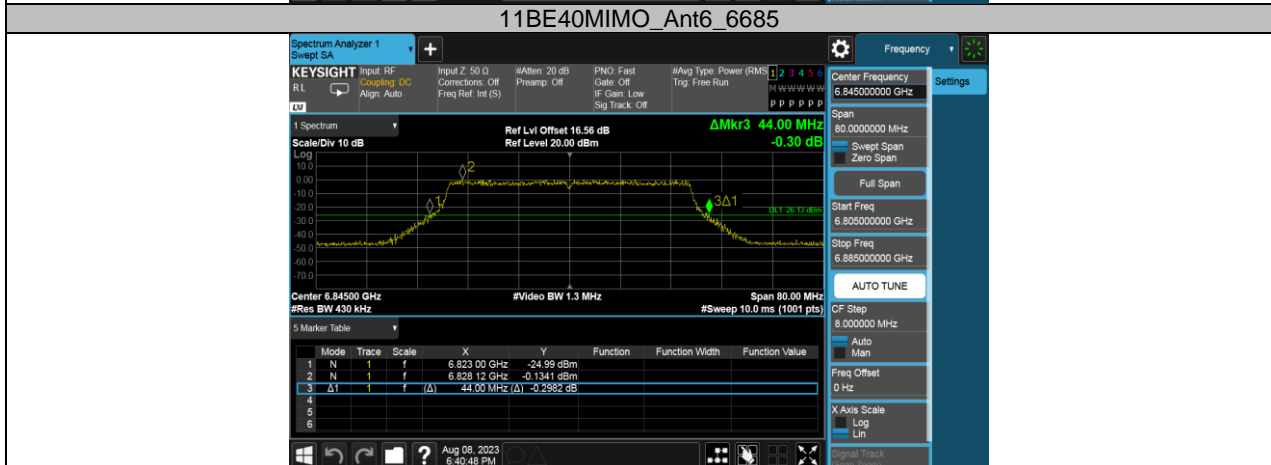 11BE40MIMO_Ant6_6685
Spectrum Analyzer 1
Swept SA
Frequency
KEYSIGHT
RL
LXI
Input: RF
Coupling: DC
Align: Auto
Input Z: 50 Ω
Corrections: Off
Freq Ref: Int (S)
#Atten: 20 dB
Preamp: Off
PNO: Fast
Gate: Off
IF Gain: Low
Sig Track: Off
#Avg Type: Power (RMS
Trig: Free Run
1 2 3 4 5 6
M W W W W W
P P P P P P
1 Spectrum
Ref Lvl Offset 16.56 dB
ΔMkr3 44.00 MHz
Scale/Div 10 dB
Ref Level 20.00 dBm
-0.30 dB
Log
10.0
0.00
-10.0
-20.0
-30.0
-40.0
-50.0
-60.0
-70.0
2
1
3Δ1
DL1 -26.13 dBm
Center 6.84500 GHz
#Video BW 1.3 MHz
Span 80.00 MHz
#Res BW 430 kHz
#Sweep 10.0 ms (1001 pts)
5 Marker Table
Mode Trace Scale X Y Function Function Width Function Value
1 N 1 f 6.823 00 GHz -24.99 dBm
2 N 1 f 6.828 12 GHz -0.1341 dBm
3 Δ1 1 f (Δ) 44.00 MHz (Δ) -0.2982 dB
4
5
6
Aug 08, 2023
6:40:48 PM
Center Frequency
6.845000000 GHz
Settings
Span
80.0000000 MHz
Swept Span
Zero Span
Full Span
Start Freq
6.805000000 GHz
Stop Freq
6.885000000 GHz
AUTO TUNE
CF Step
8.000000 MHz
Auto
Man
Freq Offset
0 Hz
X Axis Scale
Log
Lin
Signal Track